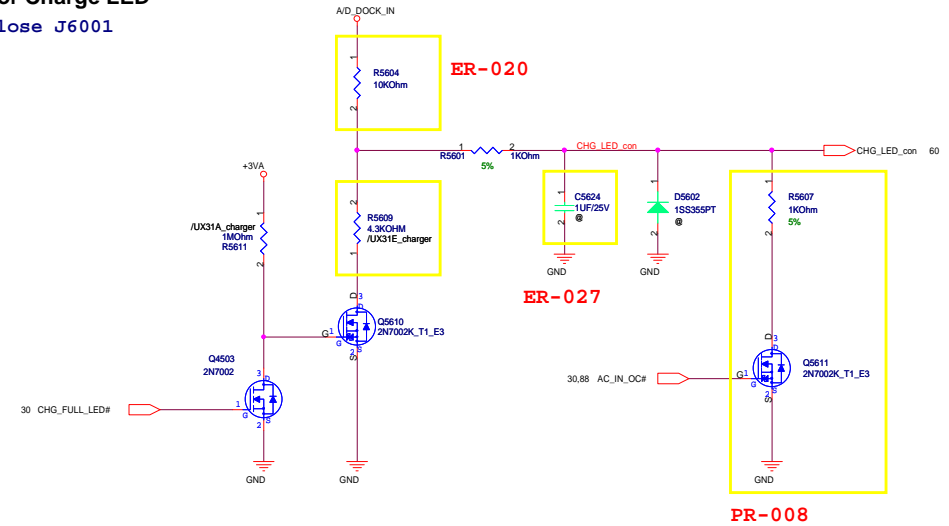 or Charge LED
lose J6001
A/D_DOCK_IN
1
R5604
10KOhm
2
ER-020
1
R5601
2
1KOhm
5%
CHG_LED_con
CHG_LED_con 60
+3VA
1
/UX31A_charger
1MOhm
R5611
2
2
R5609
4.3KOHM
/UX31E_charger
1
1
C5624
1UF/25V
@
2
GND
ER-027
1
D5602
1SS355PT
@
2
GND
1
R5607
1KOhm
5%
2
D
3
D
G
1
G
2
S
S
Q5610
2N7002K_T1_E3
GND
Q4503
2N7002
3
D
1
G
2
S
30 CHG_FULL_LED#
GND
30,88 AC_IN_OC#
D
3
D
G
1
G
2
S
S
Q5611
2N7002K_T1_E3
GND
PR-008